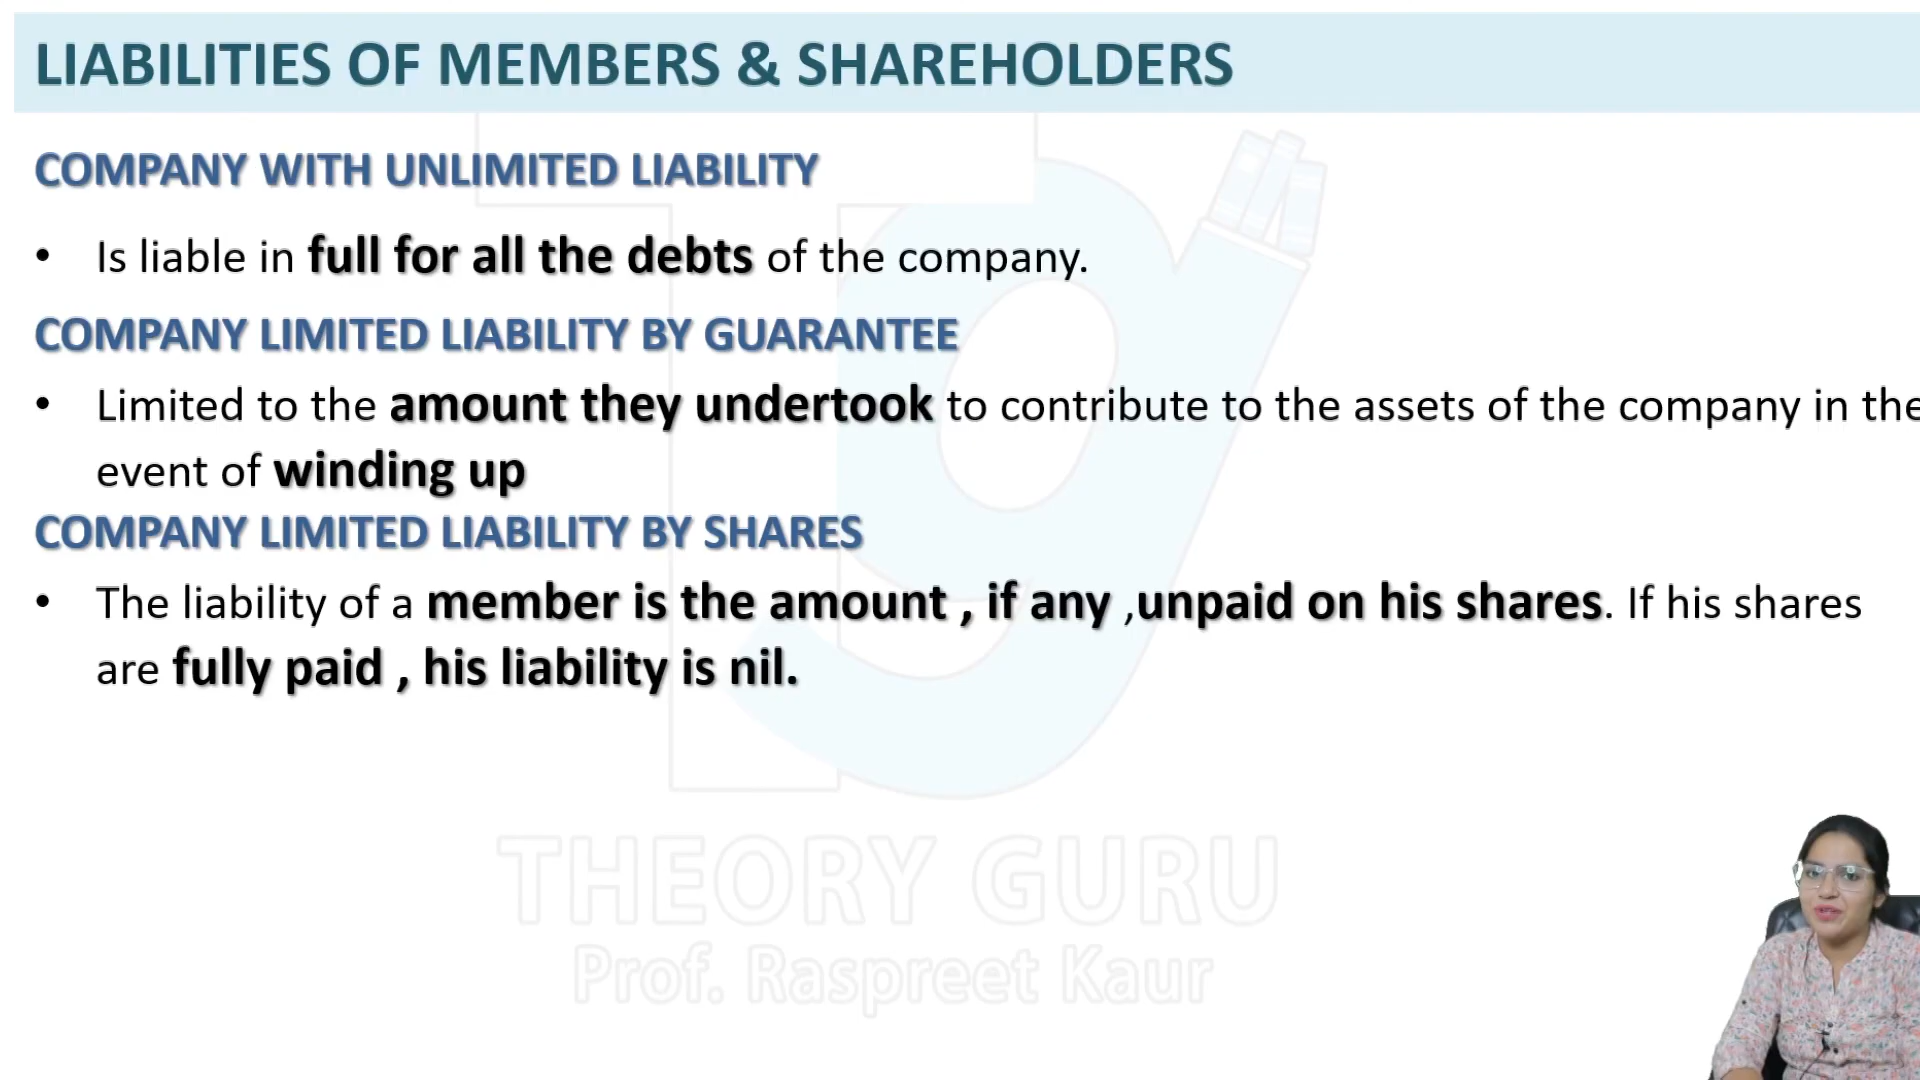 LIABILITIES OF MEMBERS & SHAREHOLDERS
COMPANY WITH UNLIMITED LIABILITY
• Is liable in full for all the debts of the company.
COMPANY LIMITED LIABILITY BY GUARANTEE
• Limited to the amount they undertook to contribute to the assets of the company in the
event of winding up
COMPANY LIMITED LIABILITY BY SHARES
• The liability of a member is the amount , if any ,unpaid on his shares. If his shares
are fully paid , his liability is nil.
THEORY GURU
Prof. Raspreet Kaur